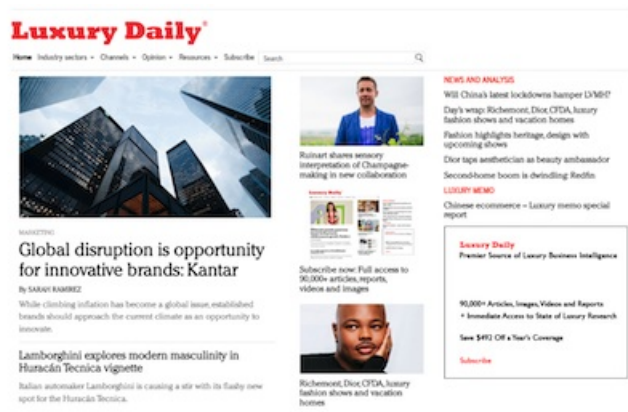 Luxury Daily®
Home Industry sectors Channels Opinion Resources Subscribe Search
MARKETING
Global disruption is opportunity
for innovative brands: Kantar
By SARAH RAMIREZ
While climbing inflation has become a global issue, established
brands should approach the current climate as an opportunity to
innovate.
Lamborghini explores modern masculinity in
Huracán Tecnica vignette
Italian automaker Lamborghini is causing a stir with its flashy new
spot for the Huracán Tecnica.
Ruinart shares sensory
interpretation of Champagne-
making in new collaboration
Luxury Daily
Subscribe now: Full access to
90,000+ articles, reports,
videos and images
Richemont, Dior, CFDA, luxury
fashion shows and vacation
homes
NEWS AND ANALYSIS
Will China's latest lockdowns hamper LVMH?
Day's wrap: Richemont, Dior, CFDA, luxury
fashion shows and vacation homes
Fashion highlights heritage, design with
upcoming shows
Dior taps aesthetician as beauty ambassador
Second-home boom is dwindling: Redfin
LUXURY MEMO
Chinese ecommerce – Luxury memo special
report
Luxury Daily
Premier Source of Luxury Business Intelligence
90,000+ Articles, Images, Videos and Reports
+ Immediate Access to State of Luxury Research
Save $492 Off a Year's Coverage
Subscribe